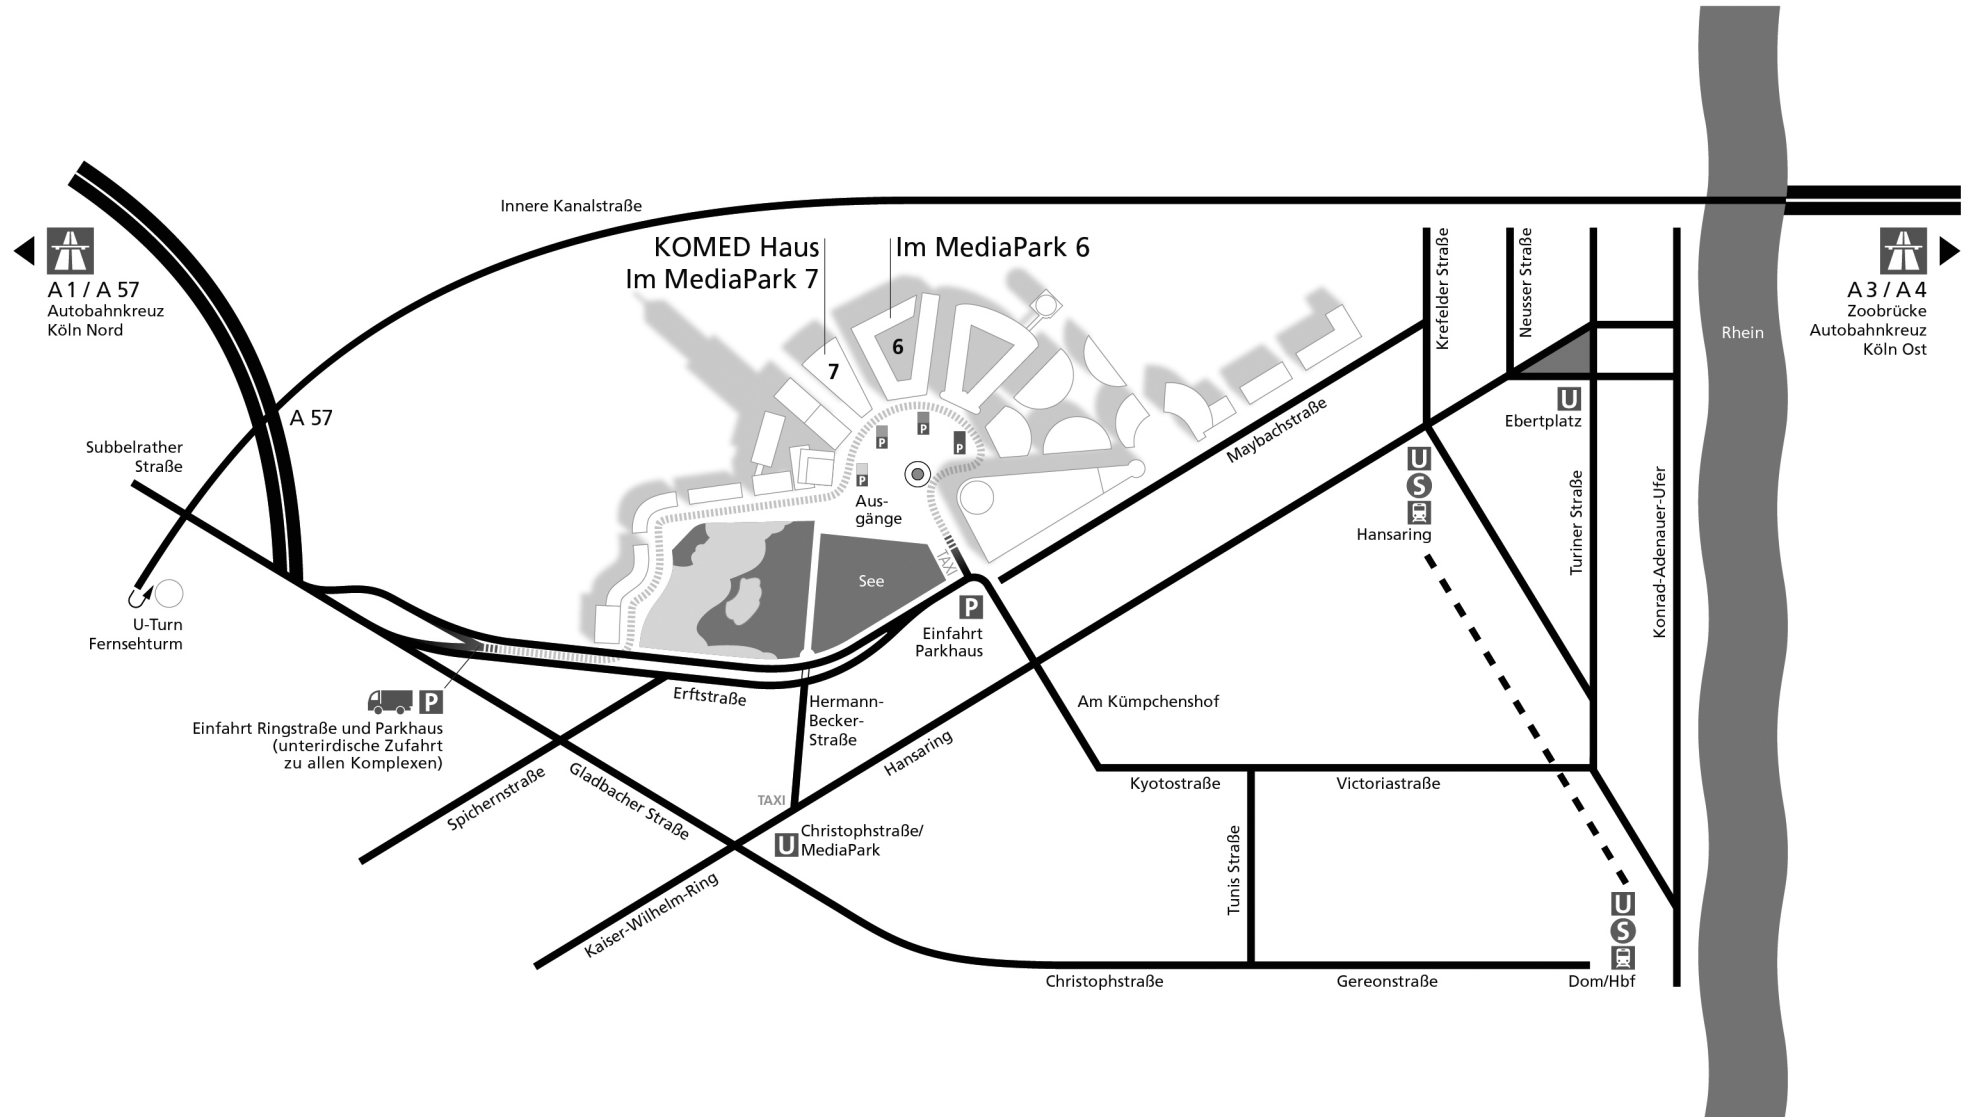 Innere Kanalstraße
KOMED Haus
Im MediaPark 7
Im MediaPark 6
A 1 / A 57
Autobahnkreuz
Köln Nord
A 3 / A 4
Zoobrücke
Autobahnkreuz
Köln Ost
Krefelder Straße
Neusser Straße
Rhein
6
7
A 57
Subbelrather
Straße
Maybachstraße
U
Ebertplatz
P
P
P
P
Aus-
gänge
U
S
Hansaring
Turiner Straße
Konrad-Adenauer-Ufer
TAXI
See
P
Einfahrt
Parkhaus
U-Turn
Fernsehturm
P
Einfahrt Ringstraße und Parkhaus
(unterirdische Zufahrt
zu allen Komplexen)
Erftstraße
Hermann-
Becker-
Straße
Am Kümpchenshof
Hansaring
Spichernstraße
Gladbacher Straße
Kyotostraße
Victoriastraße
TAXI
U
Christophstraße/
MediaPark
Tunis Straße
Kaiser-Wilhelm-Ring
U
S
Christophstraße
Gereonstraße
Dom/Hbf